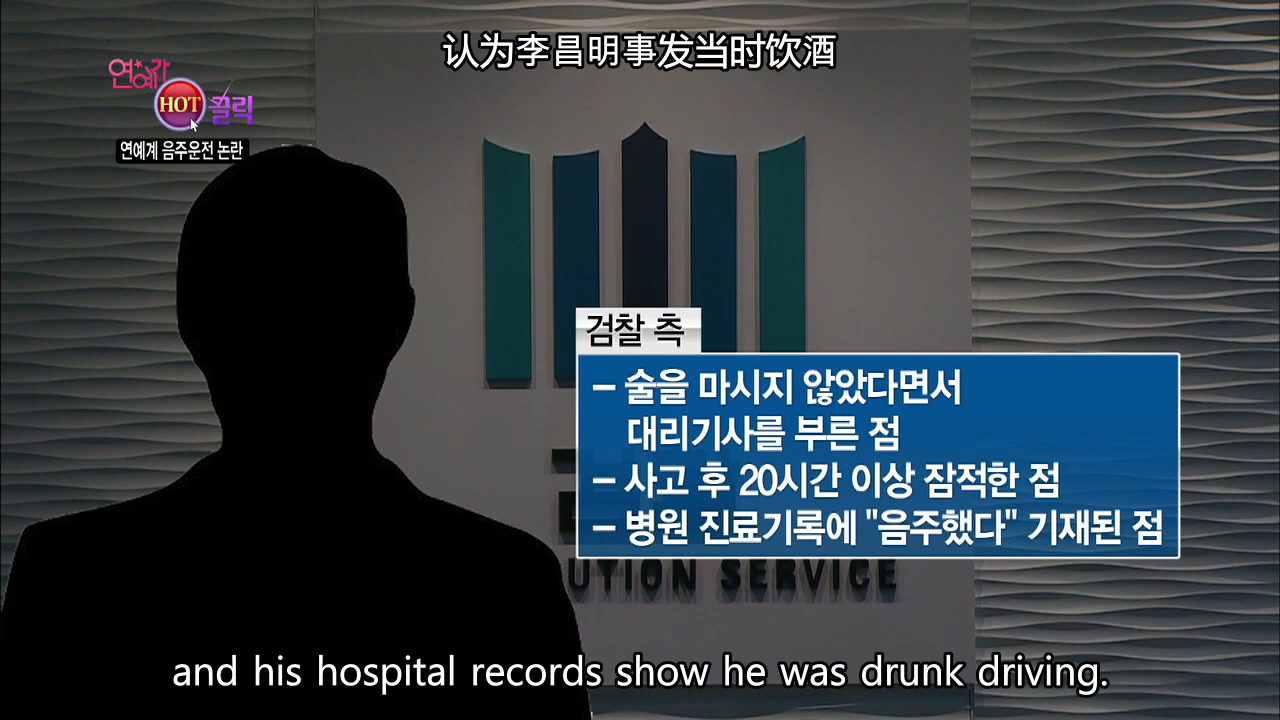 认为李昌明事发当时饮酒
연예가
HOT 클릭
연예계 음주운전 논란
검찰 측
– 술을 마시지 않았다면서
대리기사를 부른 점
– 사고 후 20시간 이상 잠적한 점
– 병원 진료기록에 "음주했다" 기재된 점
UTION SERVICE
and his hospital records show he was drunk driving.